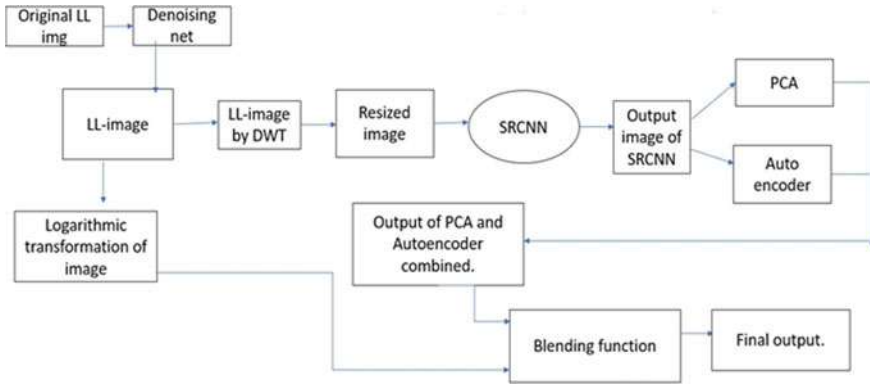 Original LL
img
Denoising
net
LL-image
LL-image
by DWT
Resized
image
SRCNN
Output
image of
SRCNN
PCA
Auto
encoder
Logarithmic
transformation of
image
Output of PCA and
Autoencoder
combined.
Blending function
Final output.